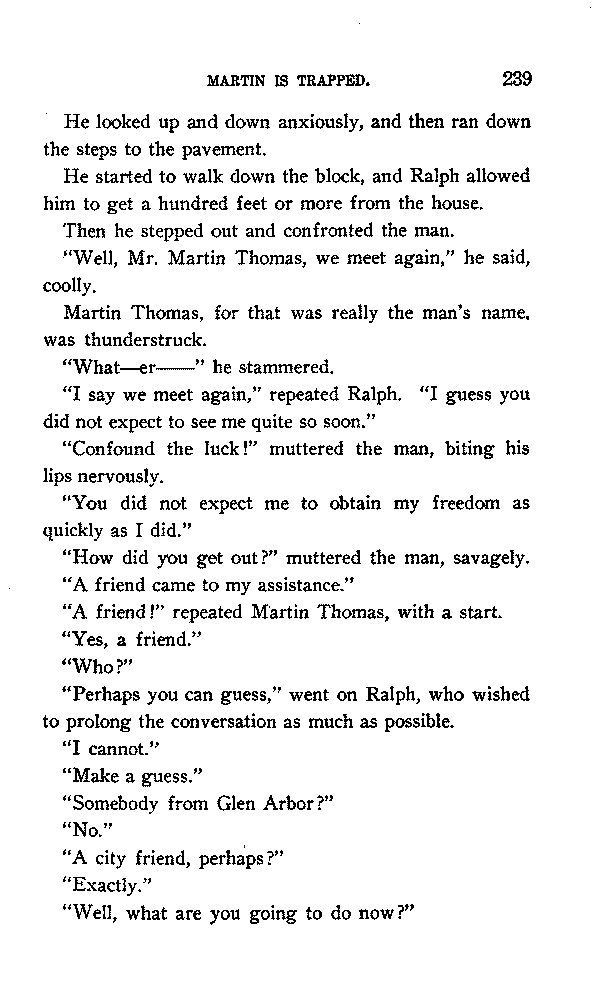 MARTIN IS TRAPPED. 239
He looked up and down anxiously, and then ran down
the steps to the pavement.
He started to walk down the block, and Ralph allowed
him to get a hundred feet or more from the house.
Then he stepped out and confronted the man.
"Well, Mr. Martin Thomas, we meet again," he said,
coolly.
Martin Thomas, for that was really the man's name,
was thunderstruck.
"What—er——" he stammered.
"I say we meet again," repeated Ralph. "I guess you
did not expect to see me quite so soon."
"Confound the luck!" muttered the man, biting his
lips nervously.
"You did not expect me to obtain my freedom as
quickly as I did."
"How did you get out?" muttered the man, savagely.
"A friend came to my assistance."
"A friend!" repeated Martin Thomas, with a start.
"Yes, a friend."
"Who?"
"Perhaps you can guess," went on Ralph, who wished
to prolong the conversation as much as possible.
"I cannot."
"Make a guess."
"Somebody from Glen Arbor?"
"No."
"A city friend, perhaps?"
"Exactly."
"Well, what are you going to do now?"